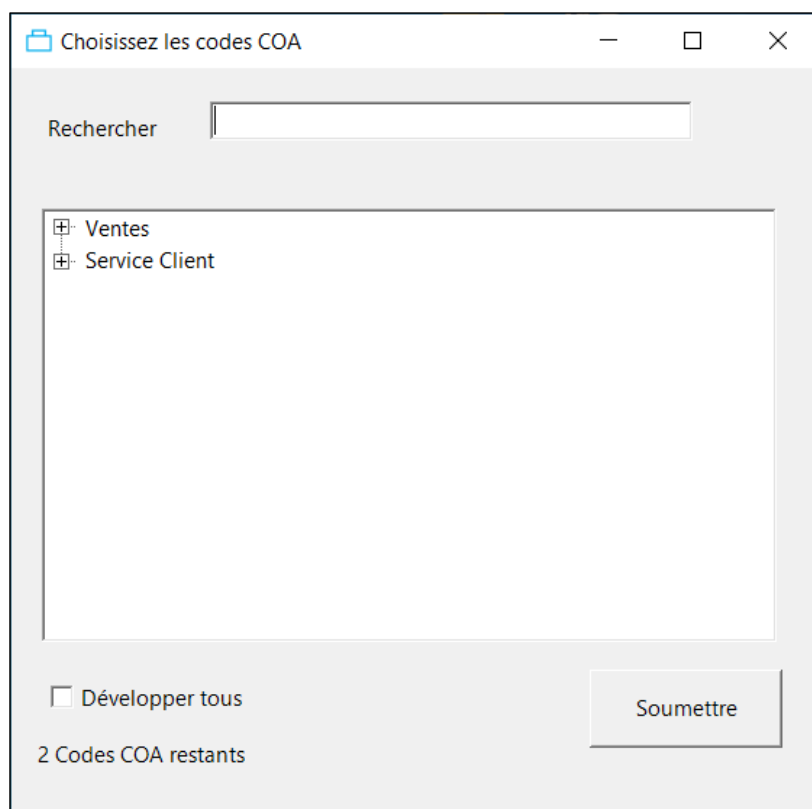 Choisissez les codes COA
Rechercher
Ventes
Service Client
Développer tous
Soumettre
2 Codes COA restants